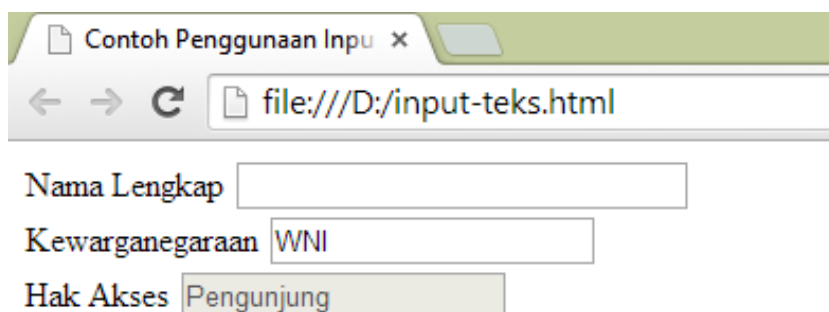 Contoh Penggunaan Inpu
file:///D:/input-teks.html
Nama Lengkap
Kewarganegaraan WNI
Hak Akses Pengunjung